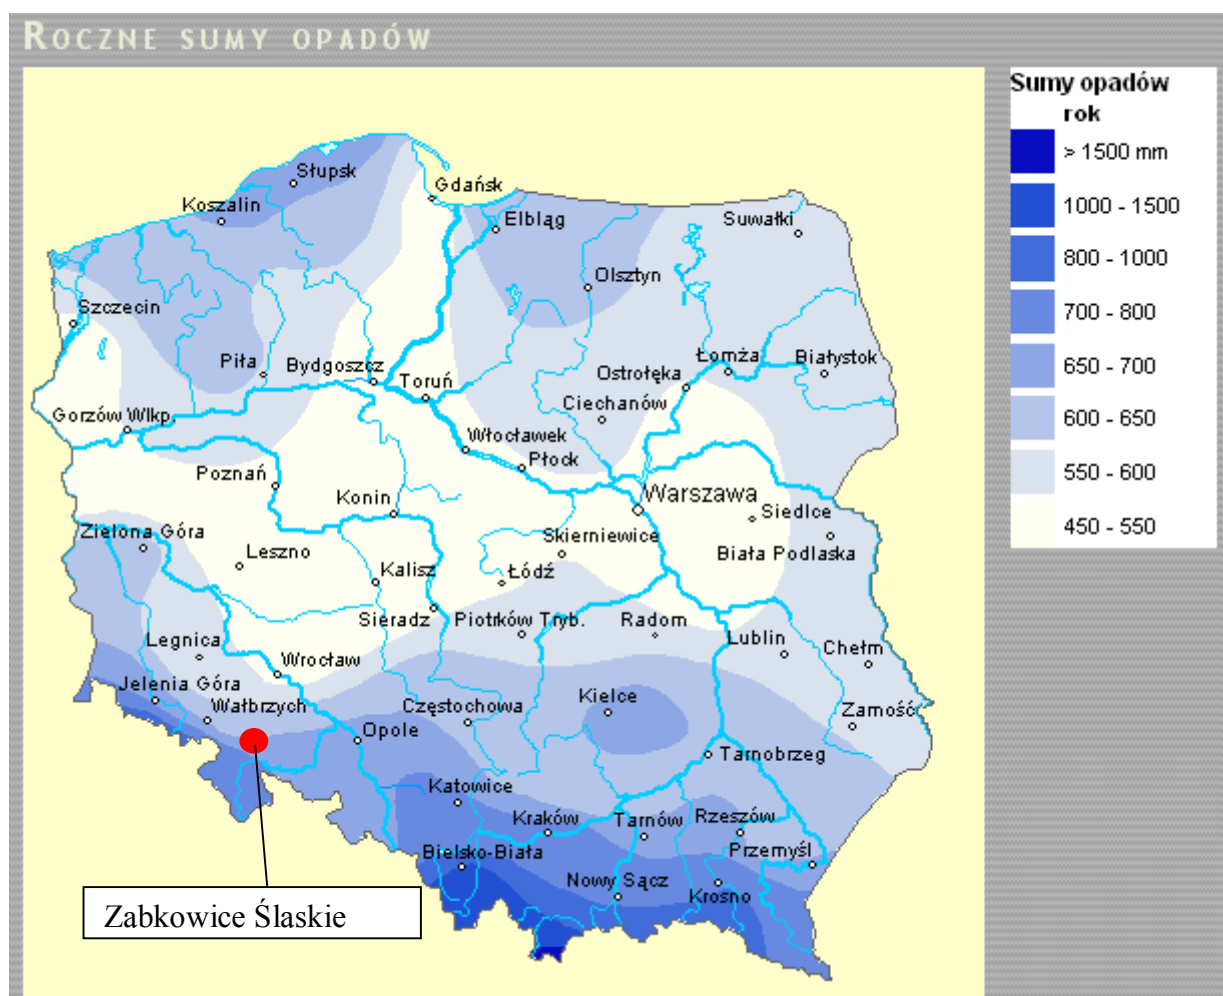 ROCZNE SUMY OPADÓW
Sumy opadów
rok
> 1500 mm
1000 - 1500
800 - 1000
700 - 800
650 - 700
600 - 650
550 - 600
450 - 550
Słupsk
Gdańsk
Koszalin
Elbląg
Suwałki
Olsztyn
Szczecin
Piła
Bydgoszcz
Toruń
Łomża
Białystok
Ostrołęka
Ciechanów
Gorzów Wlkp.
Włocławek
Płock
Poznań
Konin
Warszawa
Siedlce
Zielona Góra
Skierniewice
Biała Podlaska
Leszno
Kalisz
Łódź
Sieradz
Piotrków Tryb.
Radom
Lublin
Chełm
Legnica
Wrocław
Jelenia Góra
Wałbrzych
Częstochowa
Kielce
Zamość
Opole
Tarnobrzeg
Katowice
Kraków
Tarnów
Rzeszów
Przemyśl
Bielsko-Biała
Nowy Sącz
Krosno
Zabkowice Ślaskie